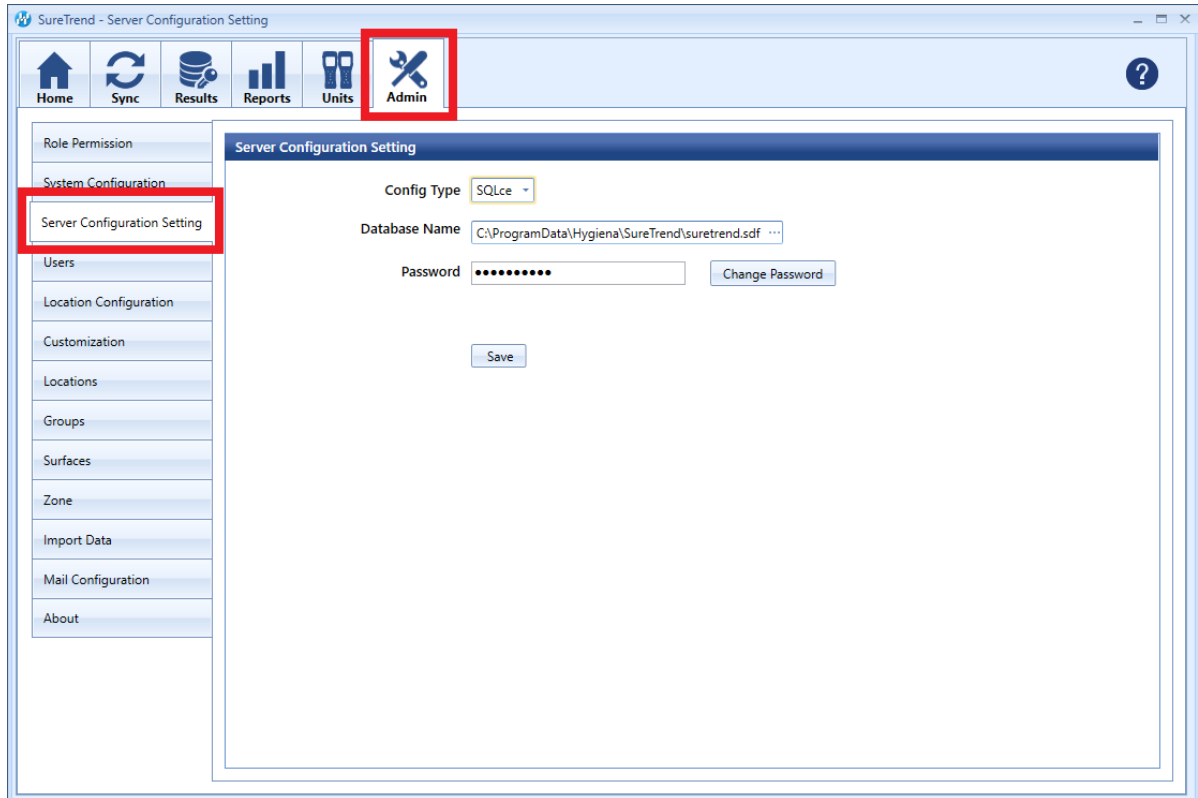 SureTrend - Server Configuration Setting
Home Sync Results Reports Units Admin
?
Role Permission
System Configuration
Server Configuration Setting
Users
Location Configuration
Customization
Locations
Groups
Surfaces
Zone
Import Data
Mail Configuration
About
Server Configuration Setting
Config Type SQLce
Database Name C:\ProgramData\Hygiena\SureTrend\suretrend.sdf ...
Password •••••••••• Change Password
Save